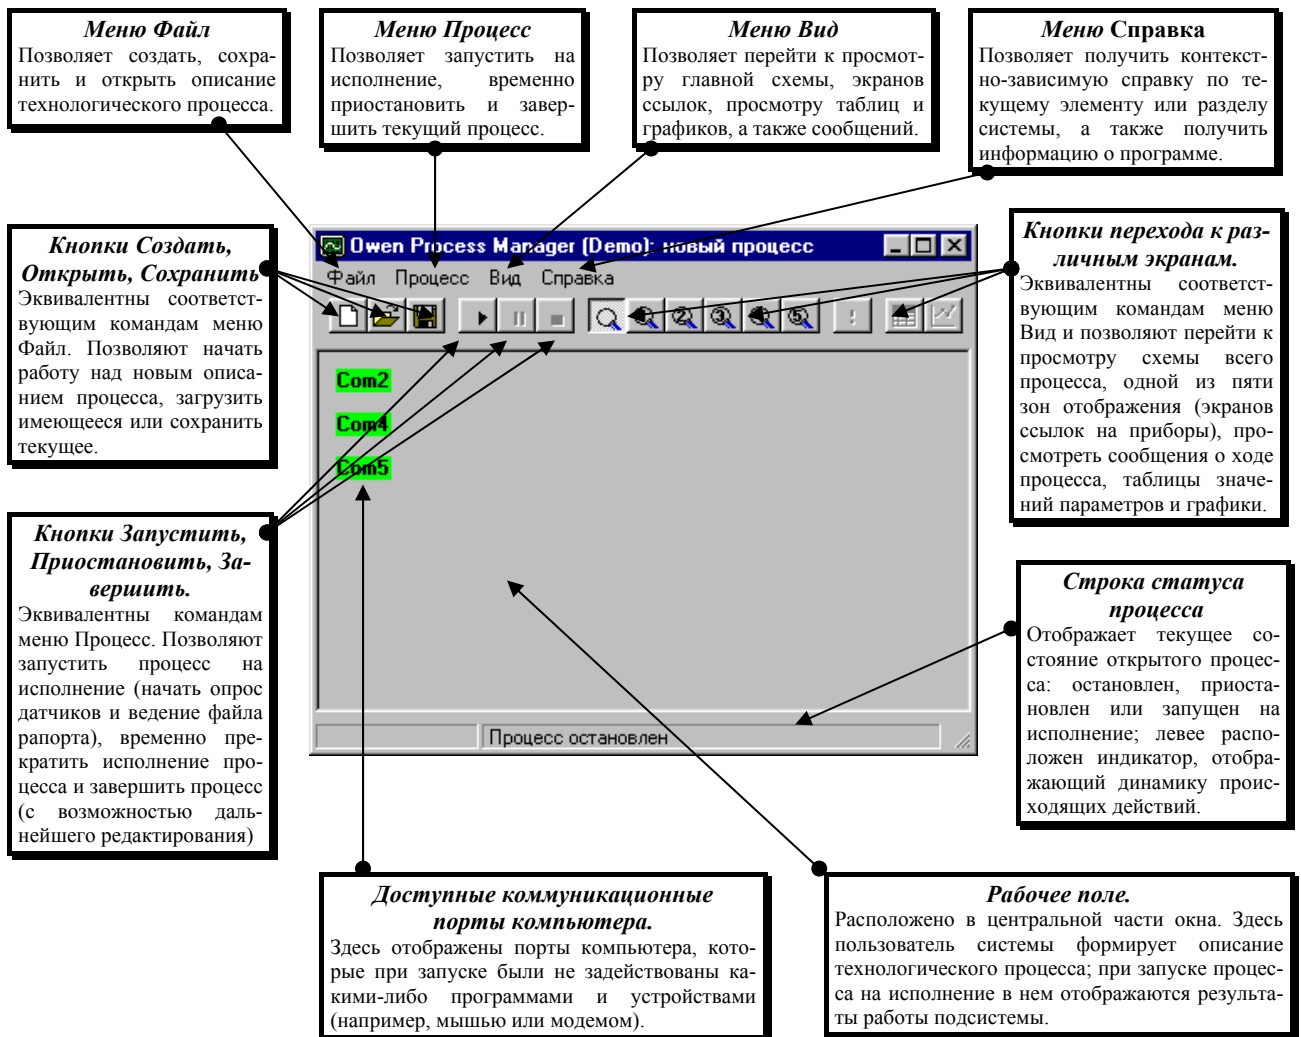 Меню Файл
Позволяет создать, сохра-
нить и открыть описание
технологического процесса.
Меню Процесс
Позволяет запустить на
исполнение, временно
приостановить и завер-
шить текущий процесс.
Меню Вид
Позволяет перейти к просмот-
ру главной схемы, экранов
ссылок, просмотру таблиц и
графиков, а также сообщений.
Меню Справка
Позволяет получить контекст-
но-зависимую справку по те-
кущему элементу или разделу
системы, а также получить
информацию о программе.
Кнопки Создать,
Открыть, Сохранить
Эквивалентны соответст-
вующим командам меню
Файл. Позволяют начать
работу над новым описа-
нием процесса, загрузить
имеющееся или сохранить
текущее.
Owen Process Manager (Demo): новый процесс
Файл Процесс Вид Справка
2 3 5 !
Com2
Com4
Com5
Процесс остановлен
Кнопки перехода к раз-
личным экранам.
Эквивалентны соответст-
вующим командам меню
Вид и позволяют перейти к
просмотру схемы всего
процесса, одной из пяти
зон отображения (экранов
ссылок на приборы), про-
смотреть сообщения о ходе
процесса, таблицы значе-
ний параметров и графики.
Кнопки Запустить,
Приостановить, За-
вершить.
Эквивалентны командам
меню Процесс. Позволяют
запустить процесс на
исполнение (начать опрос
датчиков и ведение файла
рапорта), временно пре-
кратить исполнение про-
цесса и завершить процесс
(с возможностью даль-
нейшего редактирования)
Строка статуса
процесса
Отображает текущее со-
стояние открытого процес-
са: остановлен, приоста-
новлен или запущен на
исполнение; левее распо-
ложен индикатор, отобра-
жающий динамику проис-
ходящих действий.
Доступные коммуникационные
порты компьютера.
Здесь отображены порты компьютера, кото-
рые при запуске были не задействованы ка-
кими-либо программами и устройствами
(например, мышью или модемом).
Рабочее поле.
Расположено в центральной части окна. Здесь
пользователь системы формирует описание
технологического процесса; при запуске процес-
са на исполнение в нем отображаются результа-
ты работы подсистемы.